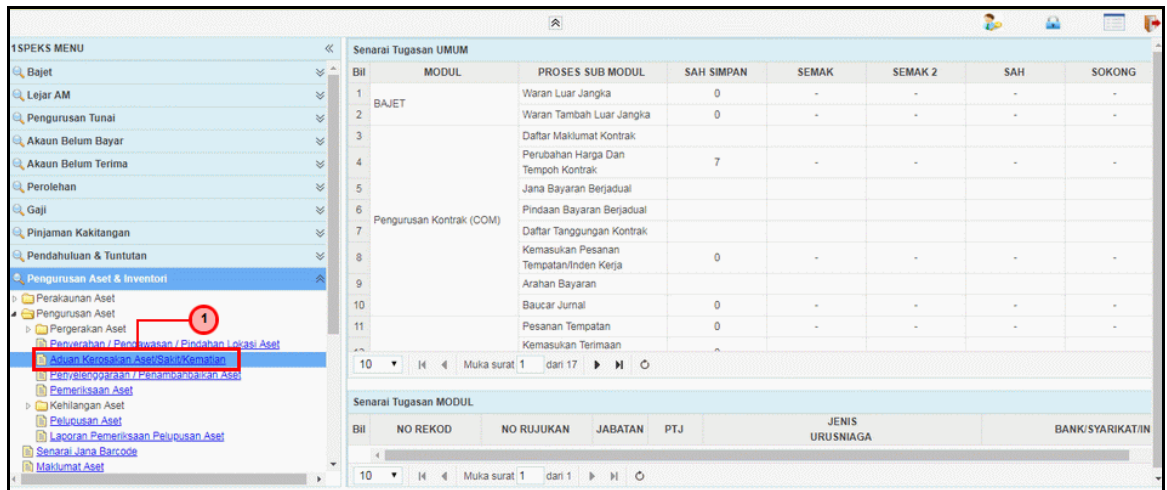 1SPEKS MENU
Bajet
Lejar AM
Pengurusan Tunai
Akaun Belum Bayar
Akaun Belum Terima
Perolehan
Gaji
Pinjaman Kakitangan
Pendahuluan & Tuntutan
Pengurusan Aset & Inventori
Perakaunan Aset
Pengurusan Aset
Pergerakan Aset
1
Penyerahan / Pengawasan / Pindahan Lokasi Aset
Aduan Kerosakan Aset/Sakit/Kematian
Penyelenggaraan / Penambahbaikan Aset
Pemeriksaan Aset
Kehilangan Aset
Pelupusan Aset
Laporan Pemeriksaan Pelupusan Aset
Senarai Jana Barcode
Maklumat Aset
Senarai Tugasan UMUM
Bil MODUL PROSES SUB MODUL SAH SIMPAN SEMAK SEMAK 2 SAH SOKONG
1 BAJET Waran Luar Jangka 0 - - - -
2 Waran Tambah Luar Jangka 0 - - - -
3 Pengurusan Kontrak (COM) Daftar Maklumat Kontrak
4 Perubahan Harga Dan
Tempoh Kontrak 7 - - - -
5 Jana Bayaran Berjadual
6 Pindaan Bayaran Berjadual
7 Daftar Tanggungan Kontrak
8 Kemasukan Pesanan
Tempatan/Inden Kerja 0 - - - -
9 Arahan Bayaran
10 Baucar Jurnal 0 - - - -
11 Pesanan Tempatan 0 - - - -
Kemasukan Terimaan
10 Muka surat 1 dari 17
Senarai Tugasan MODUL
Bil NO REKOD NO RUJUKAN JABATAN PTJ JENIS
URUSNIAGA BANK/SYARIKAT/IN
10 Muka surat 1 dari 1